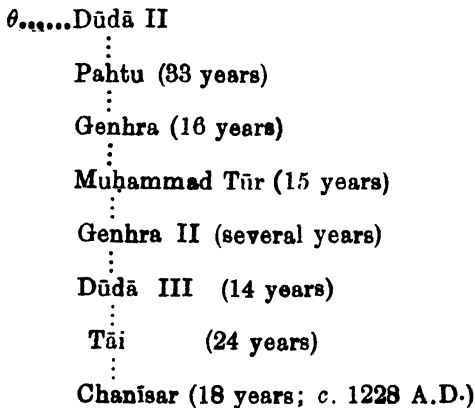 θ.......Dūdā II
Pahtu (33 years)
Genhra (16 years)
Muḥammad Tūr (15 years)
Genhra II (several years)
Dūdā III (14 years)
Tāi (24 years)
Chanīsar (18 years; c. 1228 A.D.)